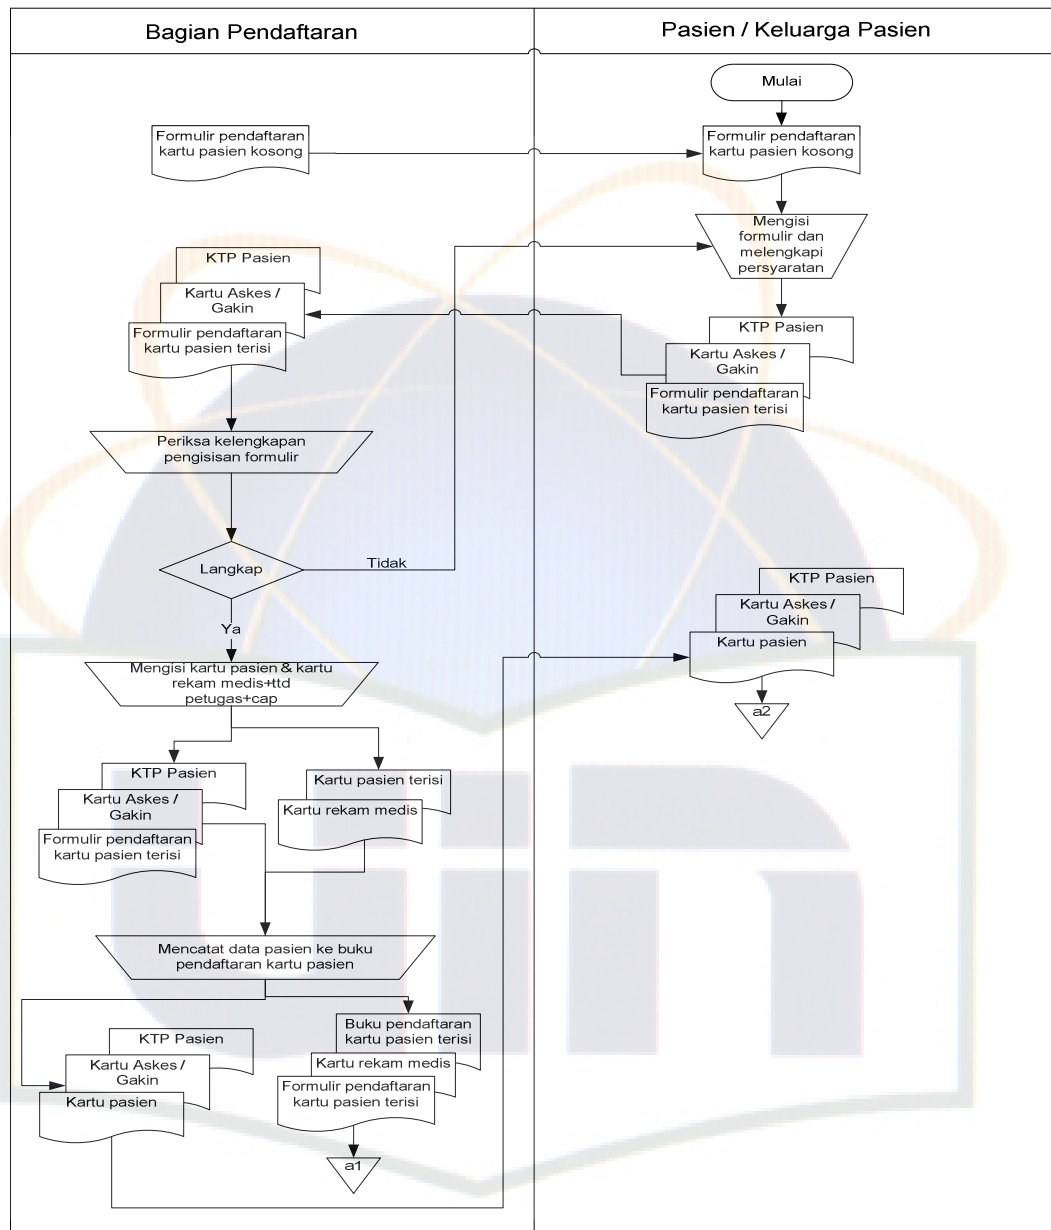 Bagian Pendaftaran
Pasien / Keluarga Pasien
Mulai
Formulir pendaftaran
kartu pasien kosong
Formulir pendaftaran
kartu pasien kosong
Mengisi
formulir dan
melengkapi
persyaratan
KTP Pasien
Kartu Askes /
Gakin
Formulir pendaftaran
kartu pasien terisi
KTP Pasien
Kartu Askes /
Gakin
Formulir pendaftaran
kartu pasien terisi
Periksa kelengkapan
pengisisan formulir
Langkap
Tidak
Ya
Mengisi kartu pasien & kartu
rekam medis+ttd
petugas+cap
KTP Pasien
Kartu Askes /
Gakin
Formulir pendaftaran
kartu pasien terisi
Kartu pasien terisi
Kartu rekam medis
Mencatat data pasien ke buku
pendaftaran kartu pasien
KTP Pasien
Kartu Askes /
Gakin
Kartu pasien
Buku pendaftaran
kartu pasien terisi
Kartu rekam medis
Formulir pendaftaran
kartu pasien terisi
a1
KTP Pasien
Kartu Askes /
Gakin
Kartu pasien
a2
uin